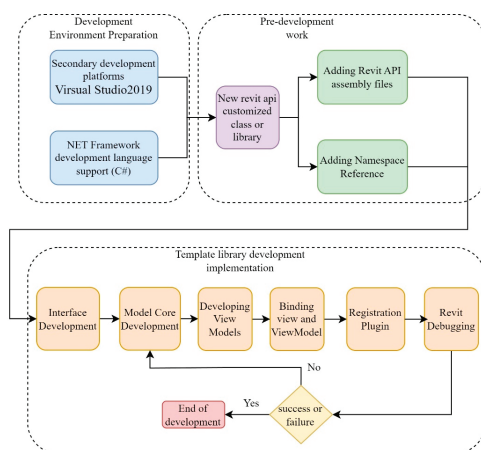 Development
Environment Preparation
Pre-development
work
Secondary development
platforms
Virsual Studio2019
NET Framework
development language
support (C#)
New revit api
customized
class or
library
Adding Revit API
assembly files
Adding Namespace
Reference
Template library development
implementation
Interface
Development
Model Core
Development
Developing
View
Models
Binding
view and
ViewModel
Registration
Plugin
Revit
Debugging
No
Yes
success or
failure
End of
development